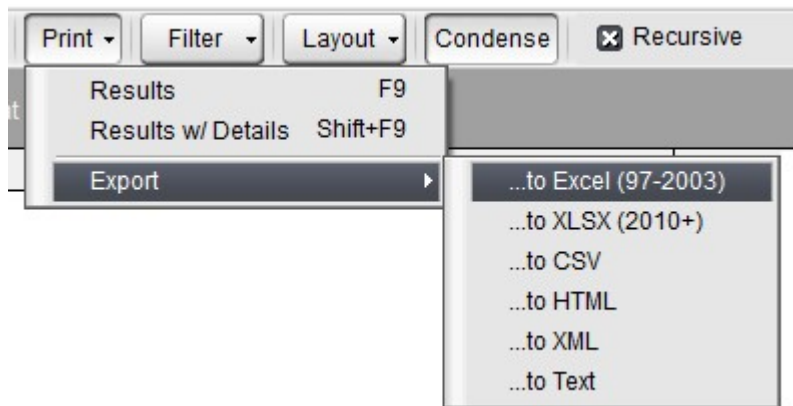 Print Filter Layout Condense Recursive
Results F9
Results w/ Details Shift+F9
Export ...to Excel (97-2003)
...to XLSX (2010+)
...to CSV
...to HTML
...to XML
...to Text